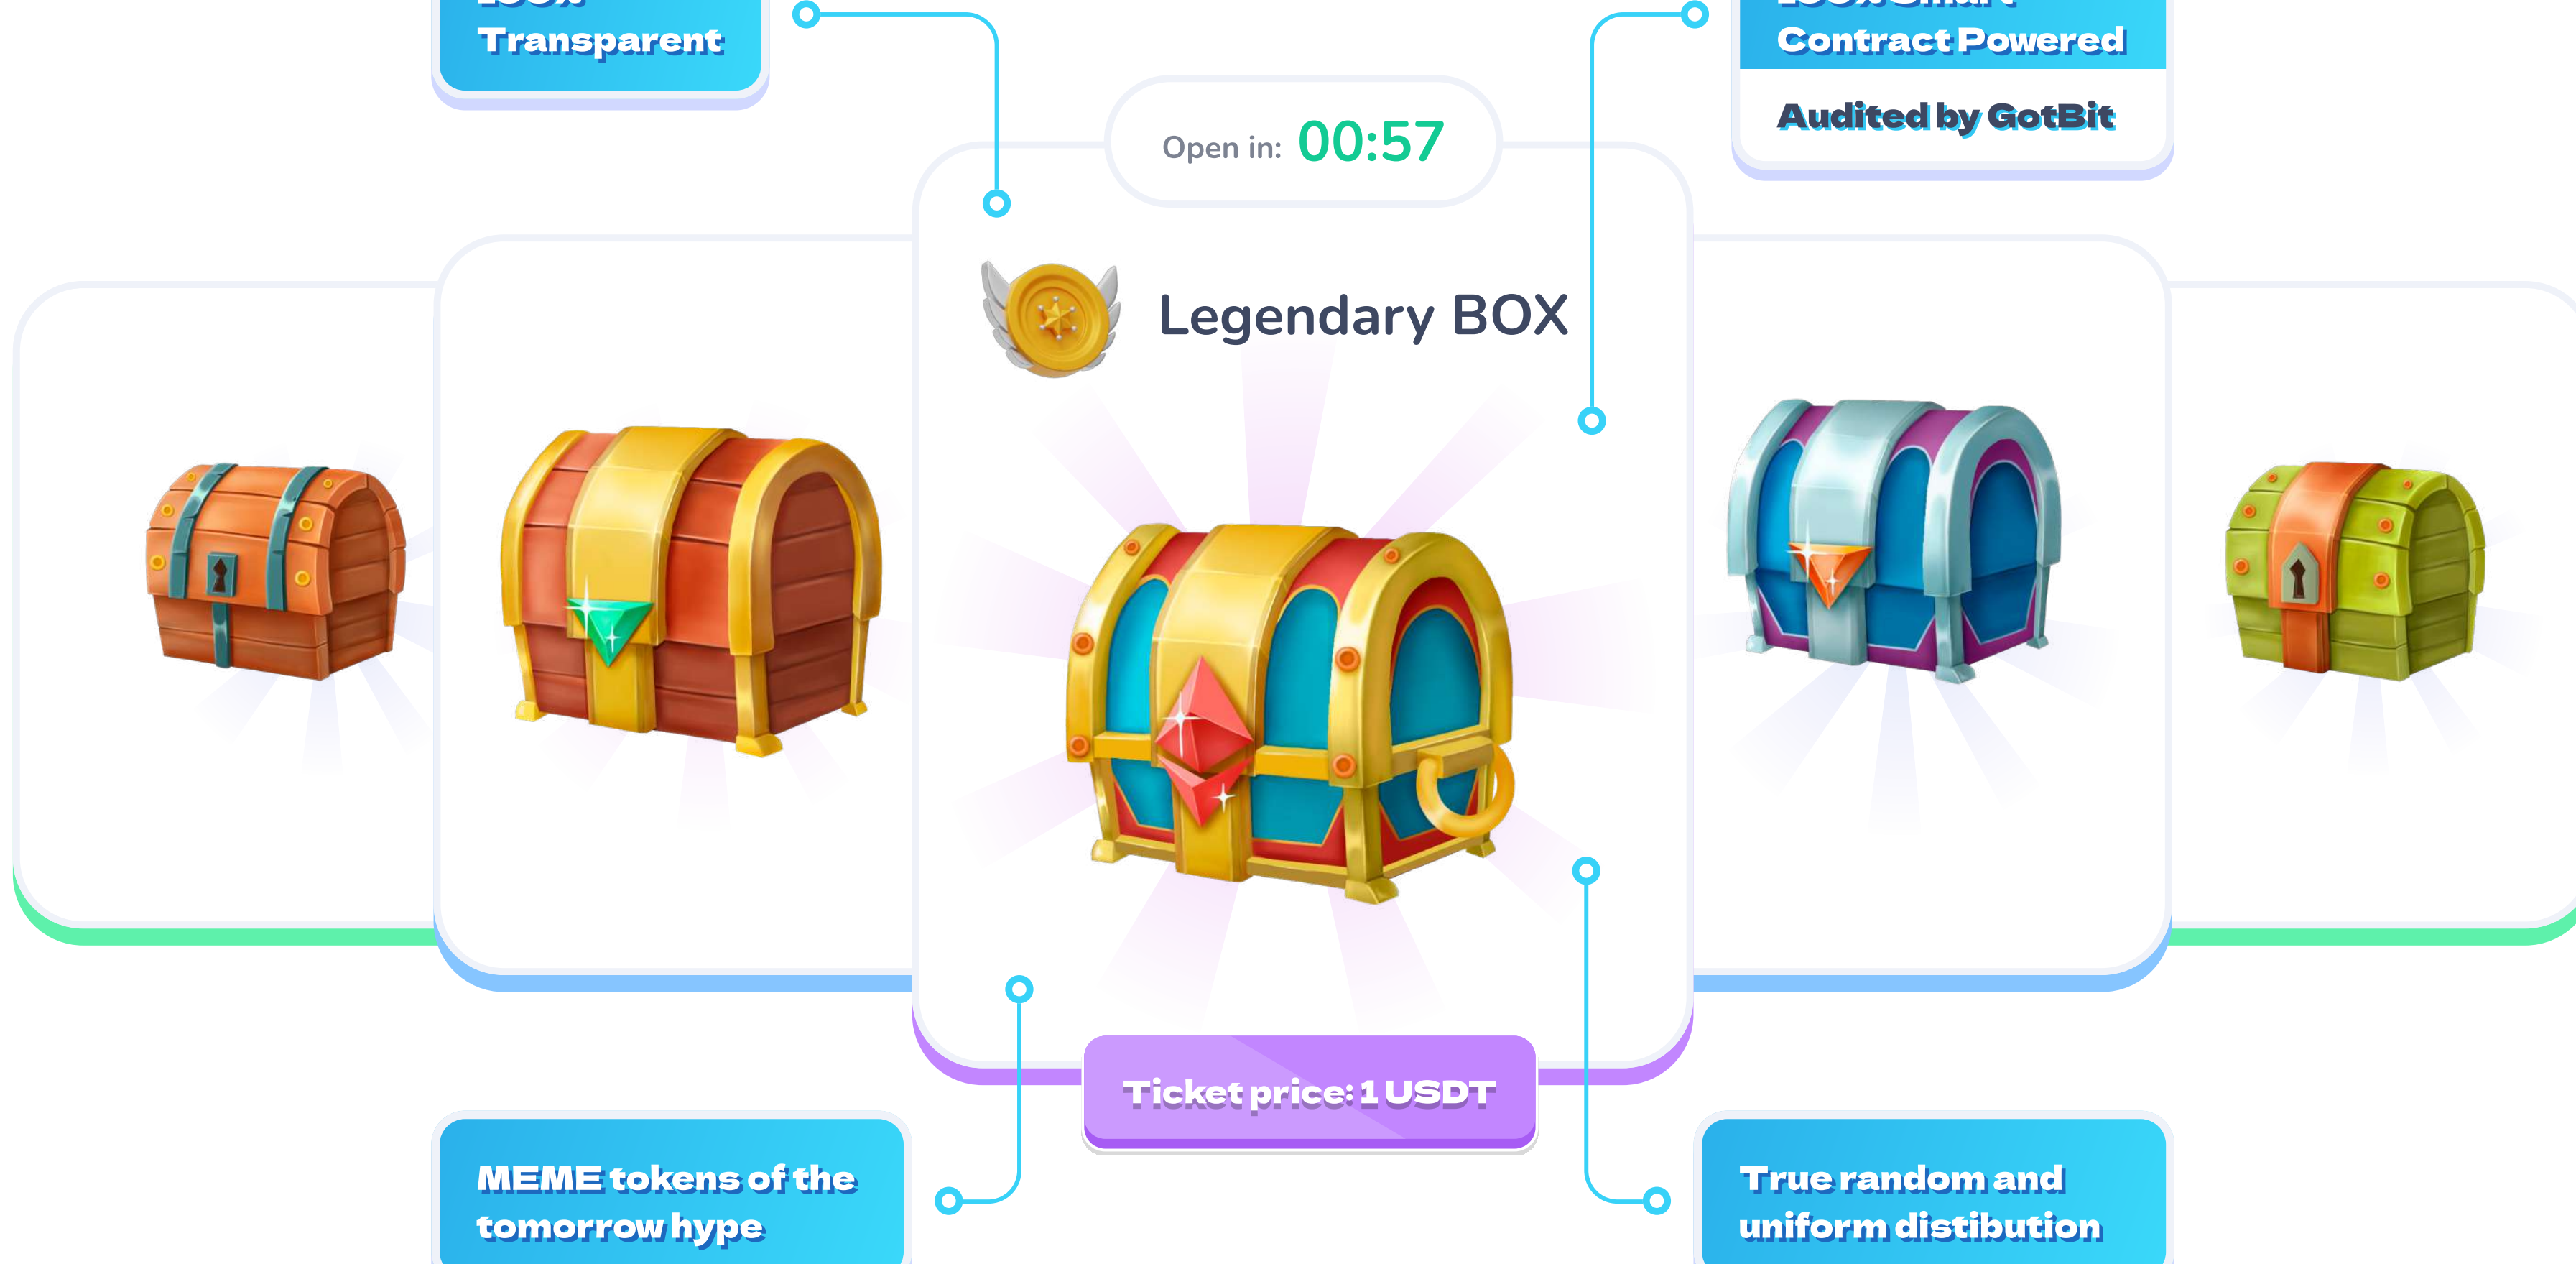 Transparent
Contract Powered
Audited by GotBit
Open in: 00:57
Legendary BOX
Ticket price: 1 USDT
MEME tokens of the
tomorrow hype
True random and
uniform distibution